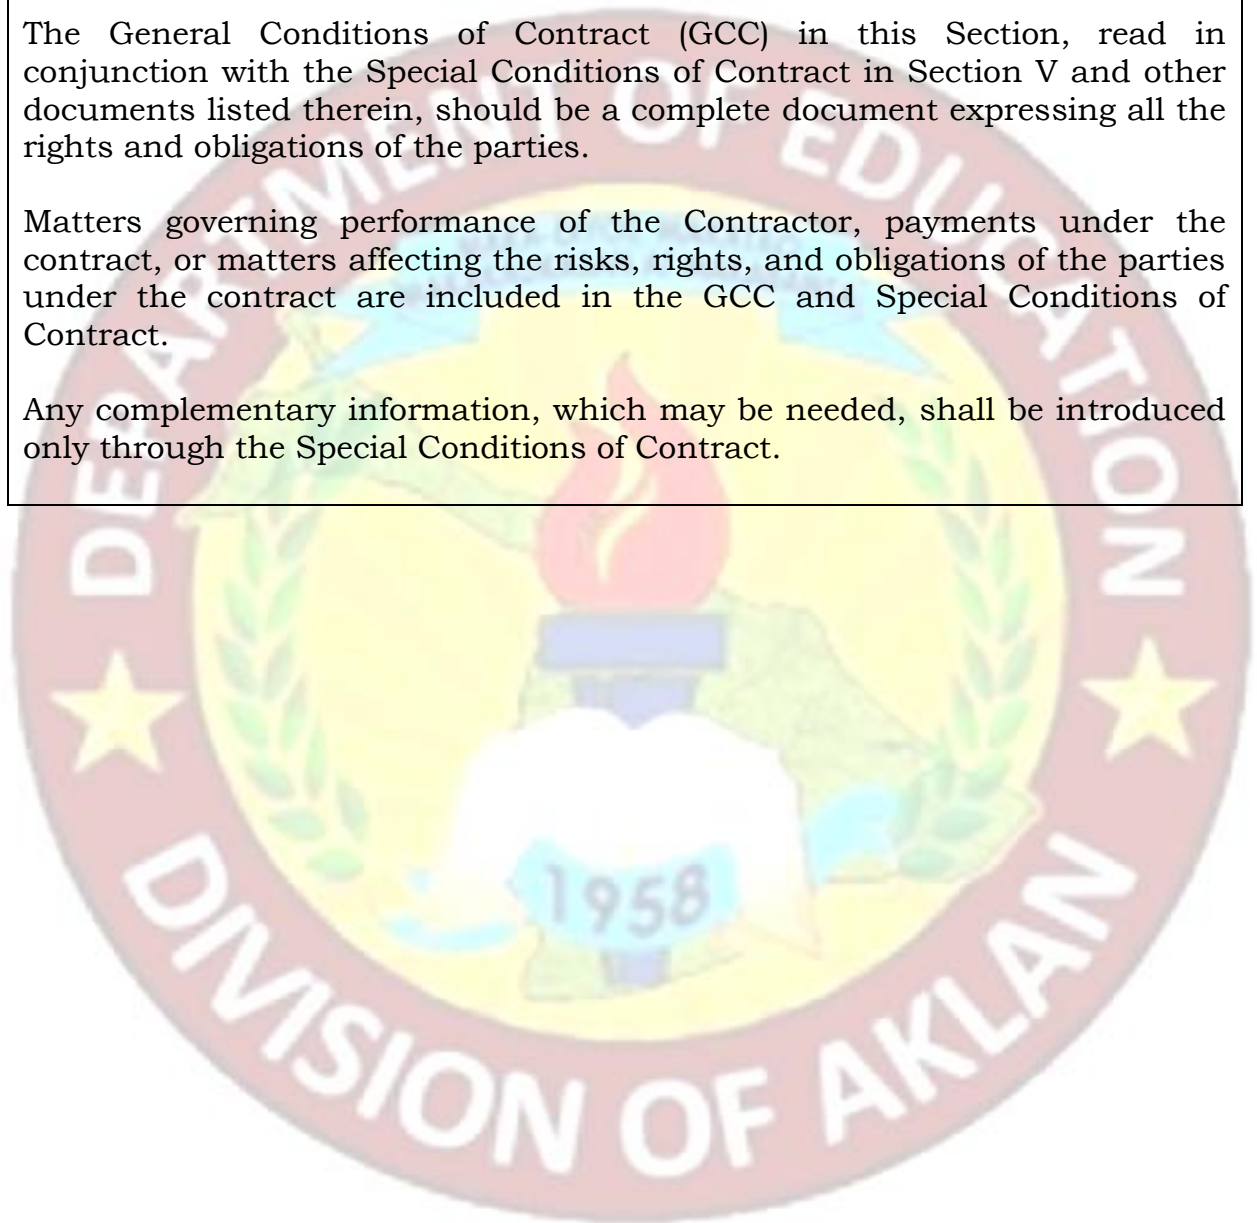 The General Conditions of Contract (GCC) in this Section, read in
conjunction with the Special Conditions of Contract in Section V and other
documents listed therein, should be a complete document expressing all the
rights and obligations of the parties.
Matters governing performance of the Contractor, payments under the
contract, or matters affecting the risks, rights, and obligations of the parties
under the contract are included in the GCC and Special Conditions of
Contract.
Any complementary information, which may be needed, shall be introduced
only through the Special Conditions of Contract.
DEPARTMENT OF EDUCATION
1958
DIVISION OF AKLAN